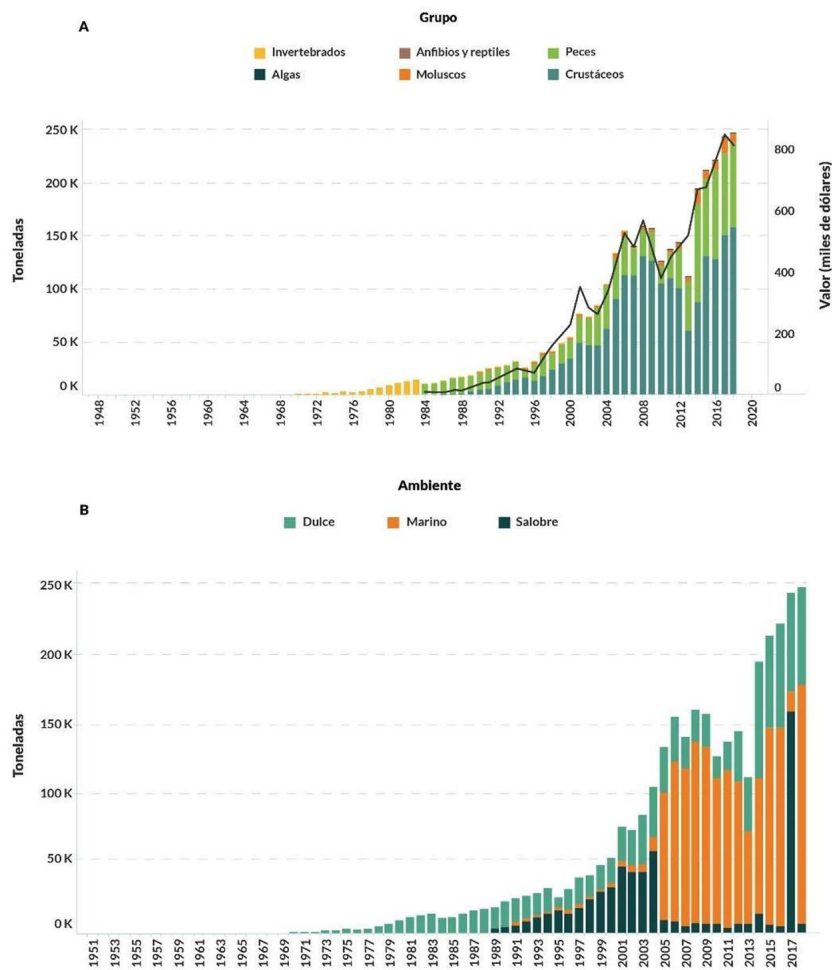 A
Grupo
Invertebrados Anfibios y reptiles Peces
Algas Moluscos Crustáceos
250 K
200 K
150 K
100 K
50 K
0 K
Toneladas
800
600
400
200
0
Valor (miles de dólares)
1948 1952 1956 1960 1964 1968 1972 1976 1980 1984 1988 1992 1996 2000 2004 2008 2012 2016 2020
Ambiente
B
Dulce Marino Salobre
250 K
200 K
150 K
100 K
50 K
0 K
Toneladas
1951 1953 1955 1957 1959 1961 1963 1965 1967 1969 1971 1973 1975 1977 1979 1981 1983 1985 1987 1989 1991 1993 1995 1997 1999 2001 2003 2005 2007 2009 2011 2013 2015 2017